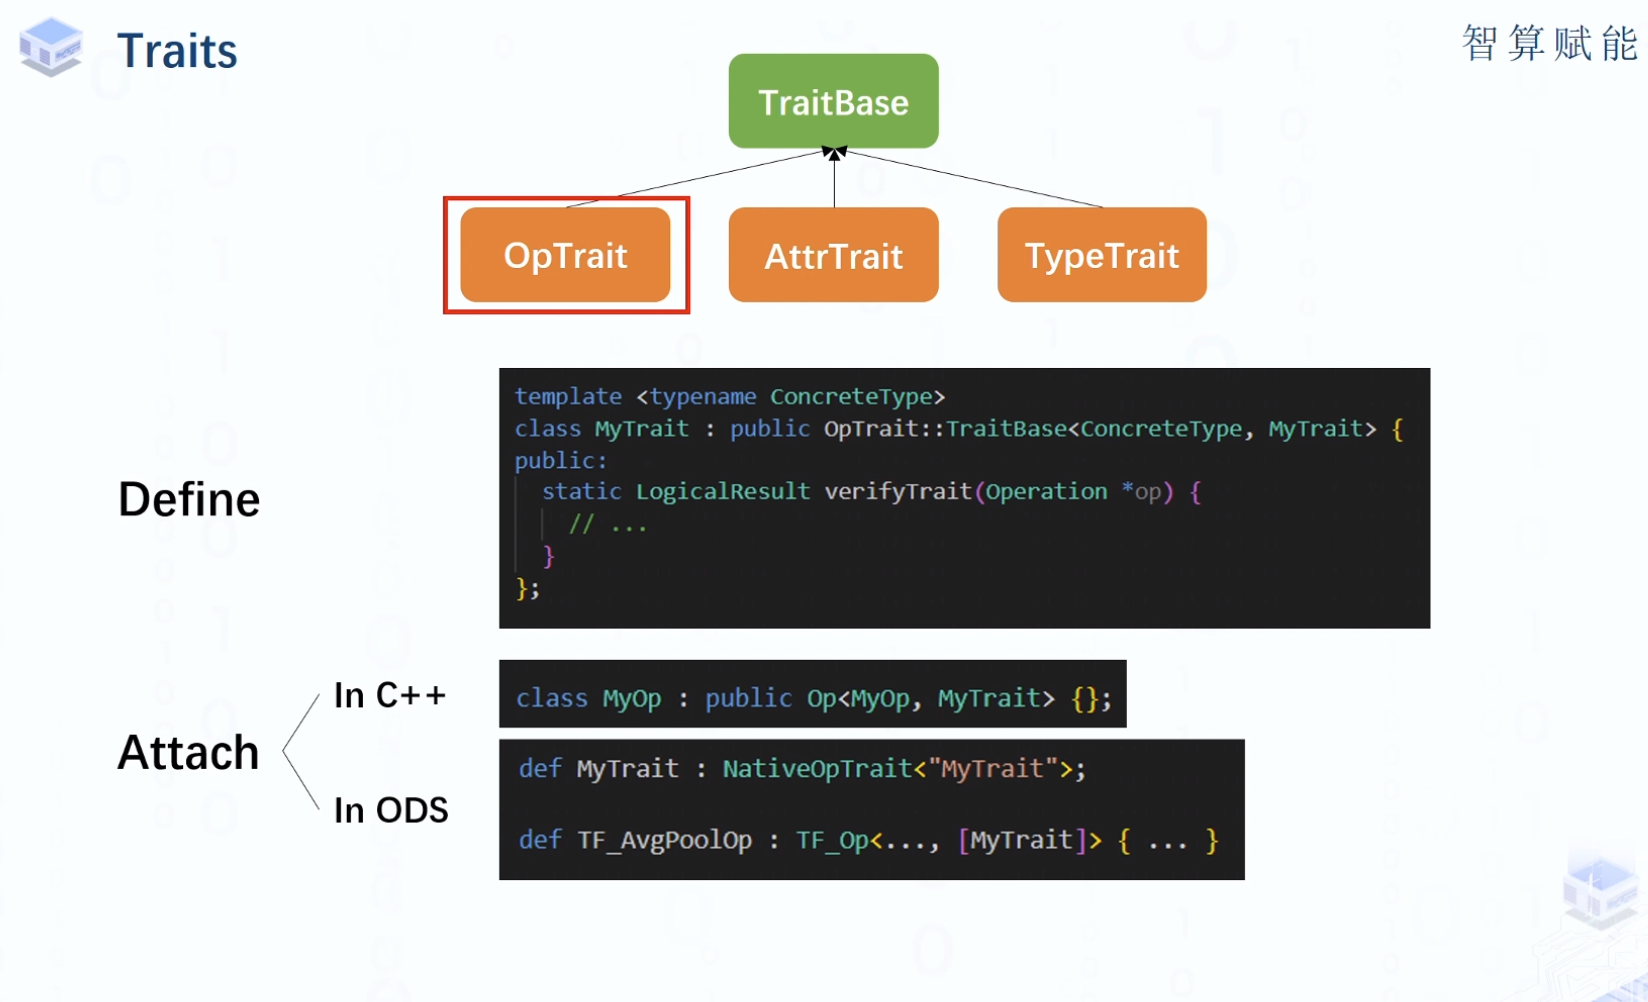 Traits
智算赋能
TraitBase
OpTrait
AttrTrait
TypeTrait
Define
template <typename ConcreteType>
class MyTrait : public OpTrait::TraitBase<ConcreteType, MyTrait> {
public:
static LogicalResult verifyTrait(Operation *op) {
// ...
}
};
Attach
In C++
class MyOp : public Op<MyOp, MyTrait> {};
In ODS
def MyTrait : NativeOpTrait<"MyTrait">;
def TF_AvgPoolOp : TF_Op<..., [MyTrait]> { ... }